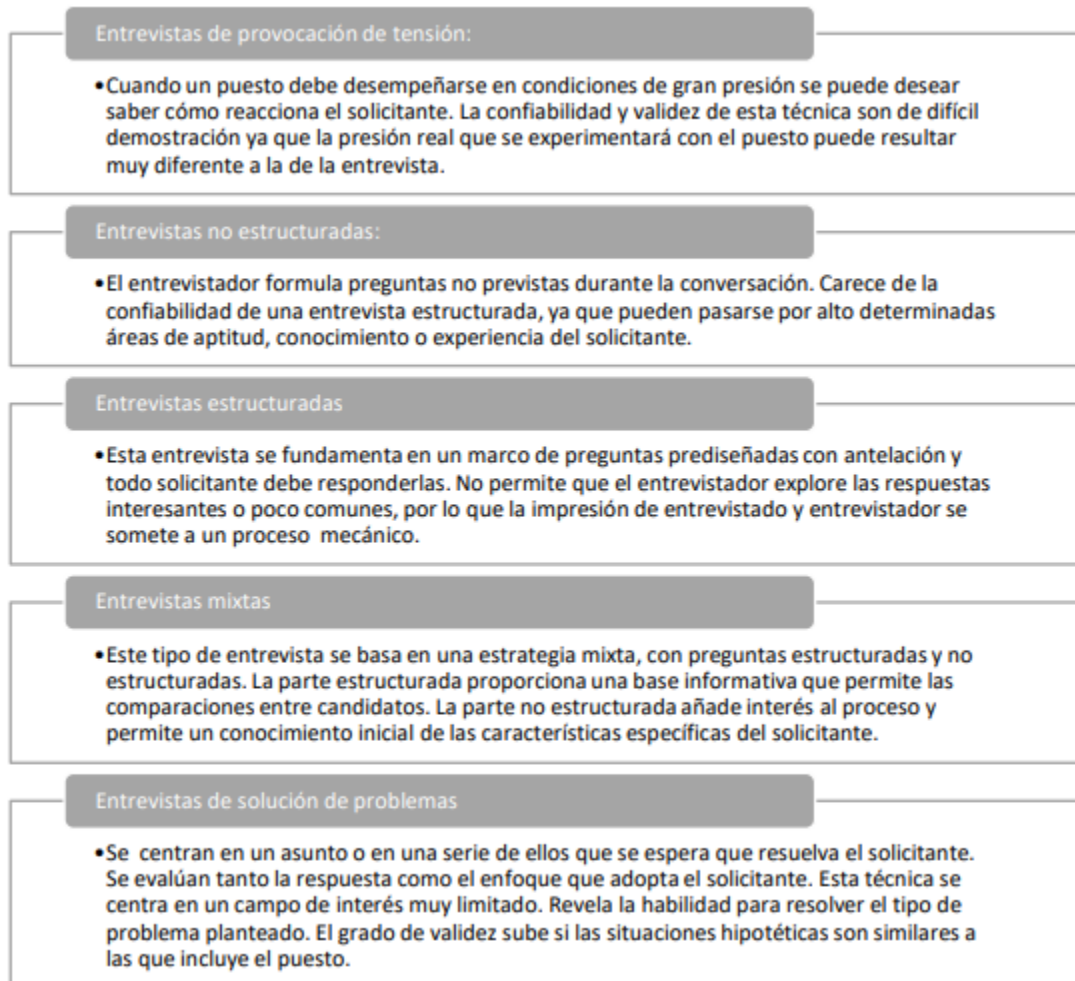 Entrevistas de provocación de tensión:
•Cuando un puesto debe desempeñarse en condiciones de gran presión se puede desear
saber cómo reacciona el solicitante. La confiabilidad y validez de esta técnica son de difícil
demostración ya que la presión real que se experimentará con el puesto puede resultar
muy diferente a la de la entrevista.
Entrevistas no estructuradas:
•El entrevistador formula preguntas no previstas durante la conversación. Carece de la
confiabilidad de una entrevista estructurada, ya que pueden pasarse por alto determinadas
áreas de aptitud, conocimiento o experiencia del solicitante.
Entrevistas estructuradas
•Esta entrevista se fundamenta en un marco de preguntas prediseñadas con antelación y
todo solicitante debe responderlas. No permite que el entrevistador explore las respuestas
interesantes o poco comunes, por lo que la impresión de entrevistado y entrevistador se
somete a un proceso mecánico.
Entrevistas mixtas
•Este tipo de entrevista se basa en una estrategia mixta, con preguntas estructuradas y no
estructuradas. La parte estructurada proporciona una base informativa que permite las
comparaciones entre candidatos. La parte no estructurada añade interés al proceso y
permite un conocimiento inicial de las características específicas del solicitante.
Entrevistas de solución de problemas
•Se centran en un asunto o en una serie de ellos que se espera que resuelva el solicitante.
Se evalúan tanto la respuesta como el enfoque que adopta el solicitante. Esta técnica se
centra en un campo de interés muy limitado. Revela la habilidad para resolver el tipo de
problema planteado. El grado de validez sube si las situaciones hipotéticas son similares a
las que incluye el puesto.